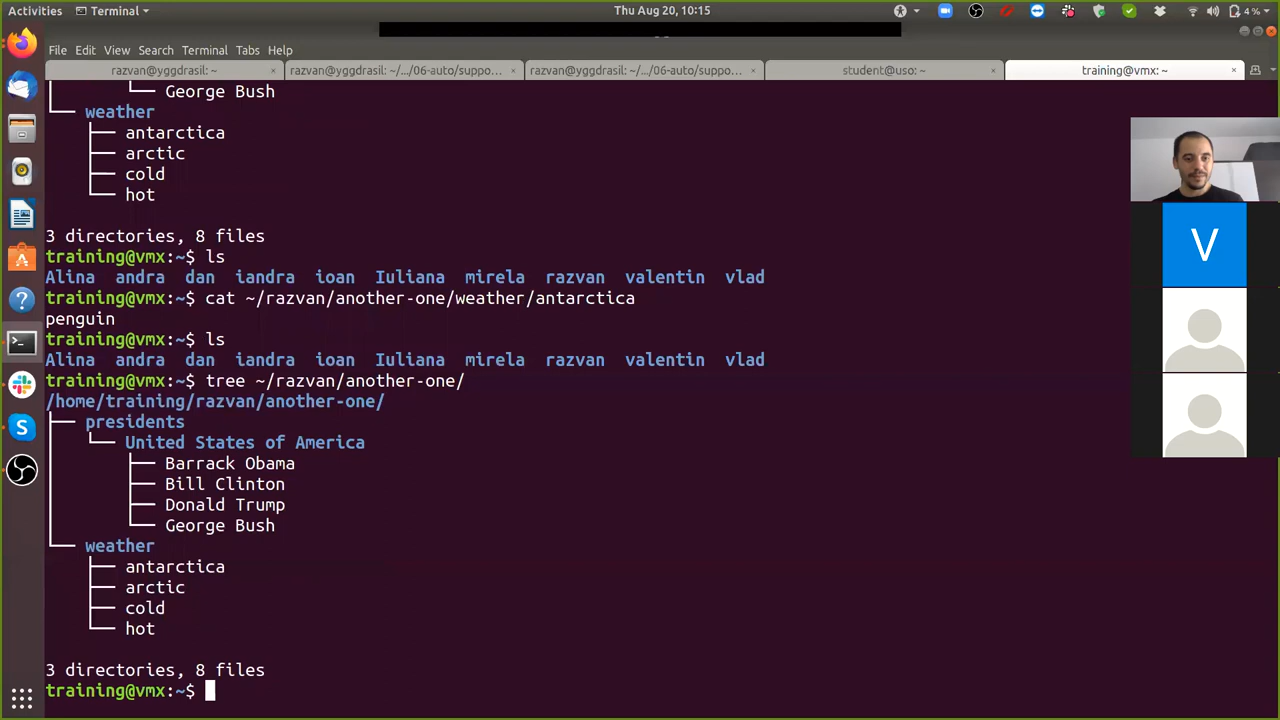 Activities Terminal Thu Aug 20, 10:15 4 %
File Edit View Search Terminal Tabs Help
razvan@yggdrasil: ~ × razvan@yggdrasil: ~/.../06-auto/suppo... × razvan@yggdrasil: ~/.../06-auto/suppo... × student@uso: ~ × training@vmx: ~ ×
└── George Bush
└── weather
├── antarctica
├── arctic
├── cold
└── hot
3 directories, 8 files
training@vmx:~$ ls
Alina andra dan iandra ioan Iuliana mirela razvan valentin vlad
training@vmx:~$ cat ~/razvan/another-one/weather/antarctica
penguin
training@vmx:~$ ls
Alina andra dan iandra ioan Iuliana mirela razvan valentin vlad
training@vmx:~$ tree ~/razvan/another-one/
/home/training/razvan/another-one/
├── presidents
│   └── United States of America
│       ├── Barrack Obama
│       ├── Bill Clinton
│       ├── Donald Trump
│       └── George Bush
└── weather
    ├── antarctica
    ├── arctic
    ├── cold
    └── hot
3 directories, 8 files
training@vmx:~$
V